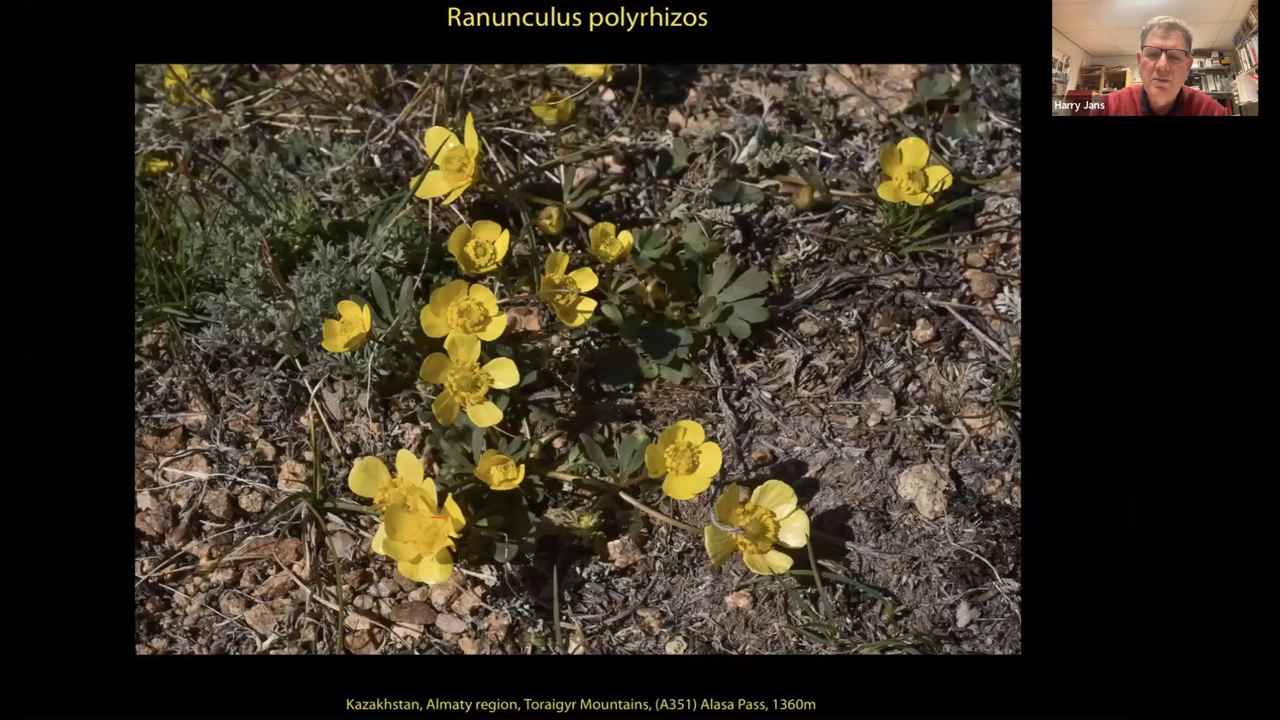 Ranunculus polyrhizos
Harry Jans
Kazakhstan, Almaty region, Toraigyr Mountains, (A351) Alasa Pass, 1360m